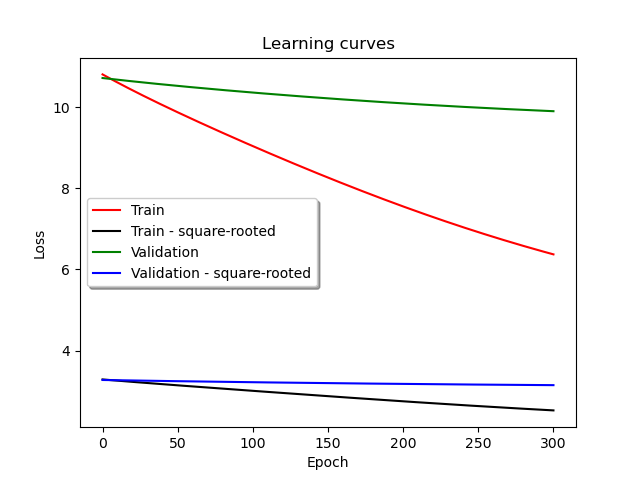 Learning curves
Loss
10
8
6
4
Train
Train - square-rooted
Validation
Validation - square-rooted
0 50 100 150 200 250 300
Epoch